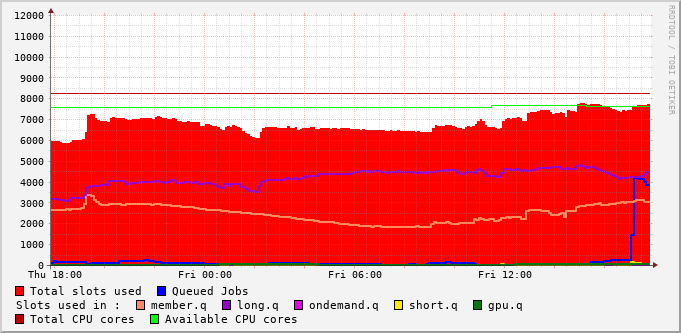 12000
11000
10000
9000
8000
7000
6000
5000
4000
3000
2000
1000
0
Thu 18:00 Fri 00:00 Fri 06:00 Fri 12:00
Total slots used Queued Jobs
Slots used in : member.q long.q ondemand.q short.q gpu.q
Total CPU cores Available CPU cores
RRDTOOL / TOBI OETIKER